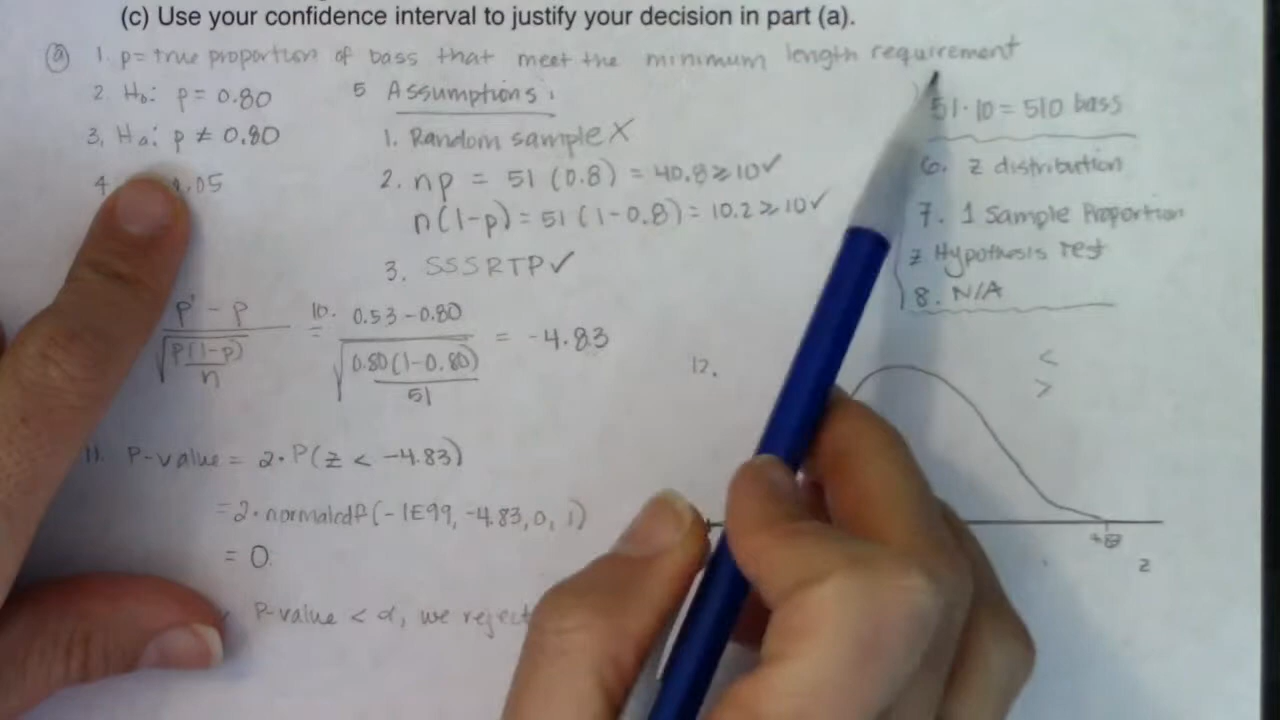 (c) Use your confidence interval to justify your decision in part (a).
(a) 1. p = true proportion of bass that meet the minimum length requirement
2. H₀: p = 0.80
3. Hₐ: p ≠ 0.80
4. .05
5 Assumptions:
1. Random sample X
2. np = 51 (0.8) = 40.8 ≥ 10 ✓
n(1-p) = 51 (1-0.8) = 10.2 ≥ 10 ✓
3. SSSRTP ✓
51·10 = 510 bass
6. z distribution
7. 1 Sample Proportion
z Hypothesis Test
8. N/A
p' - p
√ p(1-p)
n
=
10. 0.53 - 0.80
√ 0.80(1-0.80)
51
= -4.83
11. P-value = 2·P(z < -4.83)
= 2·normalcdf(-1E99, -4.83, 0, 1)
= 0
P-value < α, we reject
12.
<
>
z